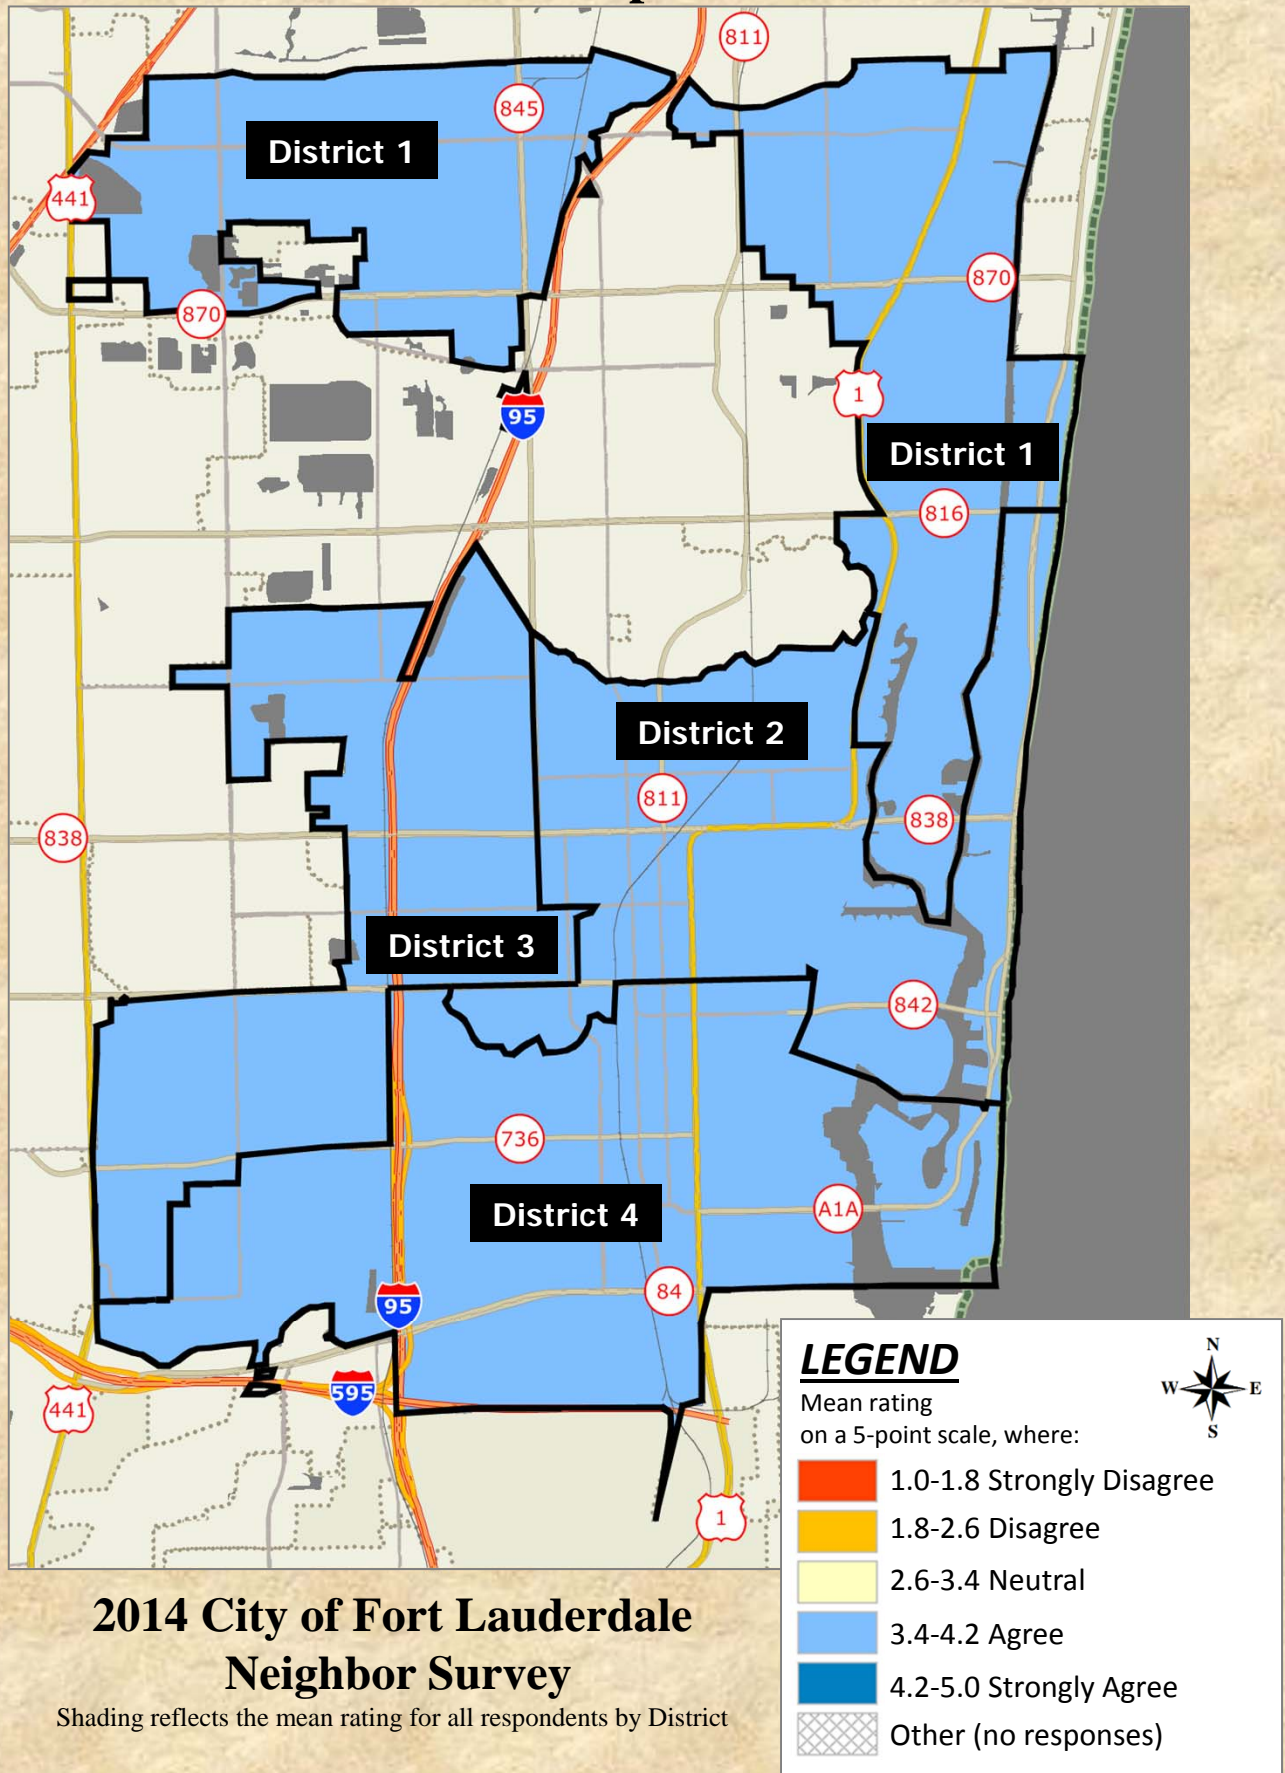 811
845
District 1
441
870
870
1
95
District 1
816
District 2
811
838
838
District 3
842
736
District 4
A1A
84
95
595
441
1
LEGEND
Mean rating
on a 5-point scale, where:
N
W E
S
1.0-1.8 Strongly Disagree
1.8-2.6 Disagree
2.6-3.4 Neutral
3.4-4.2 Agree
4.2-5.0 Strongly Agree
Other (no responses)
2014 City of Fort Lauderdale
Neighbor Survey
Shading reflects the mean rating for all respondents by District